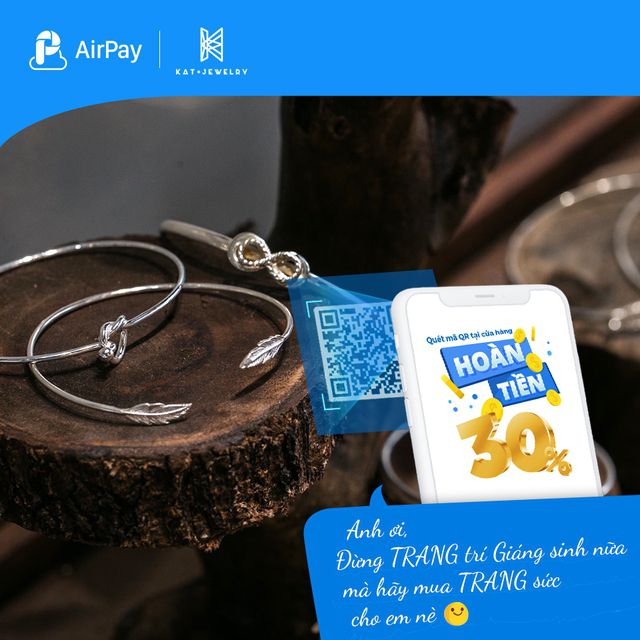 AirPay
KAT JEWELRY
Quét mã QR tại cửa hàng
HOÀN
TIỀN
30%
Anh ơi,
Đừng TRANG trí Giáng sinh nữa
mà hãy mua TRANG sức
cho em nè